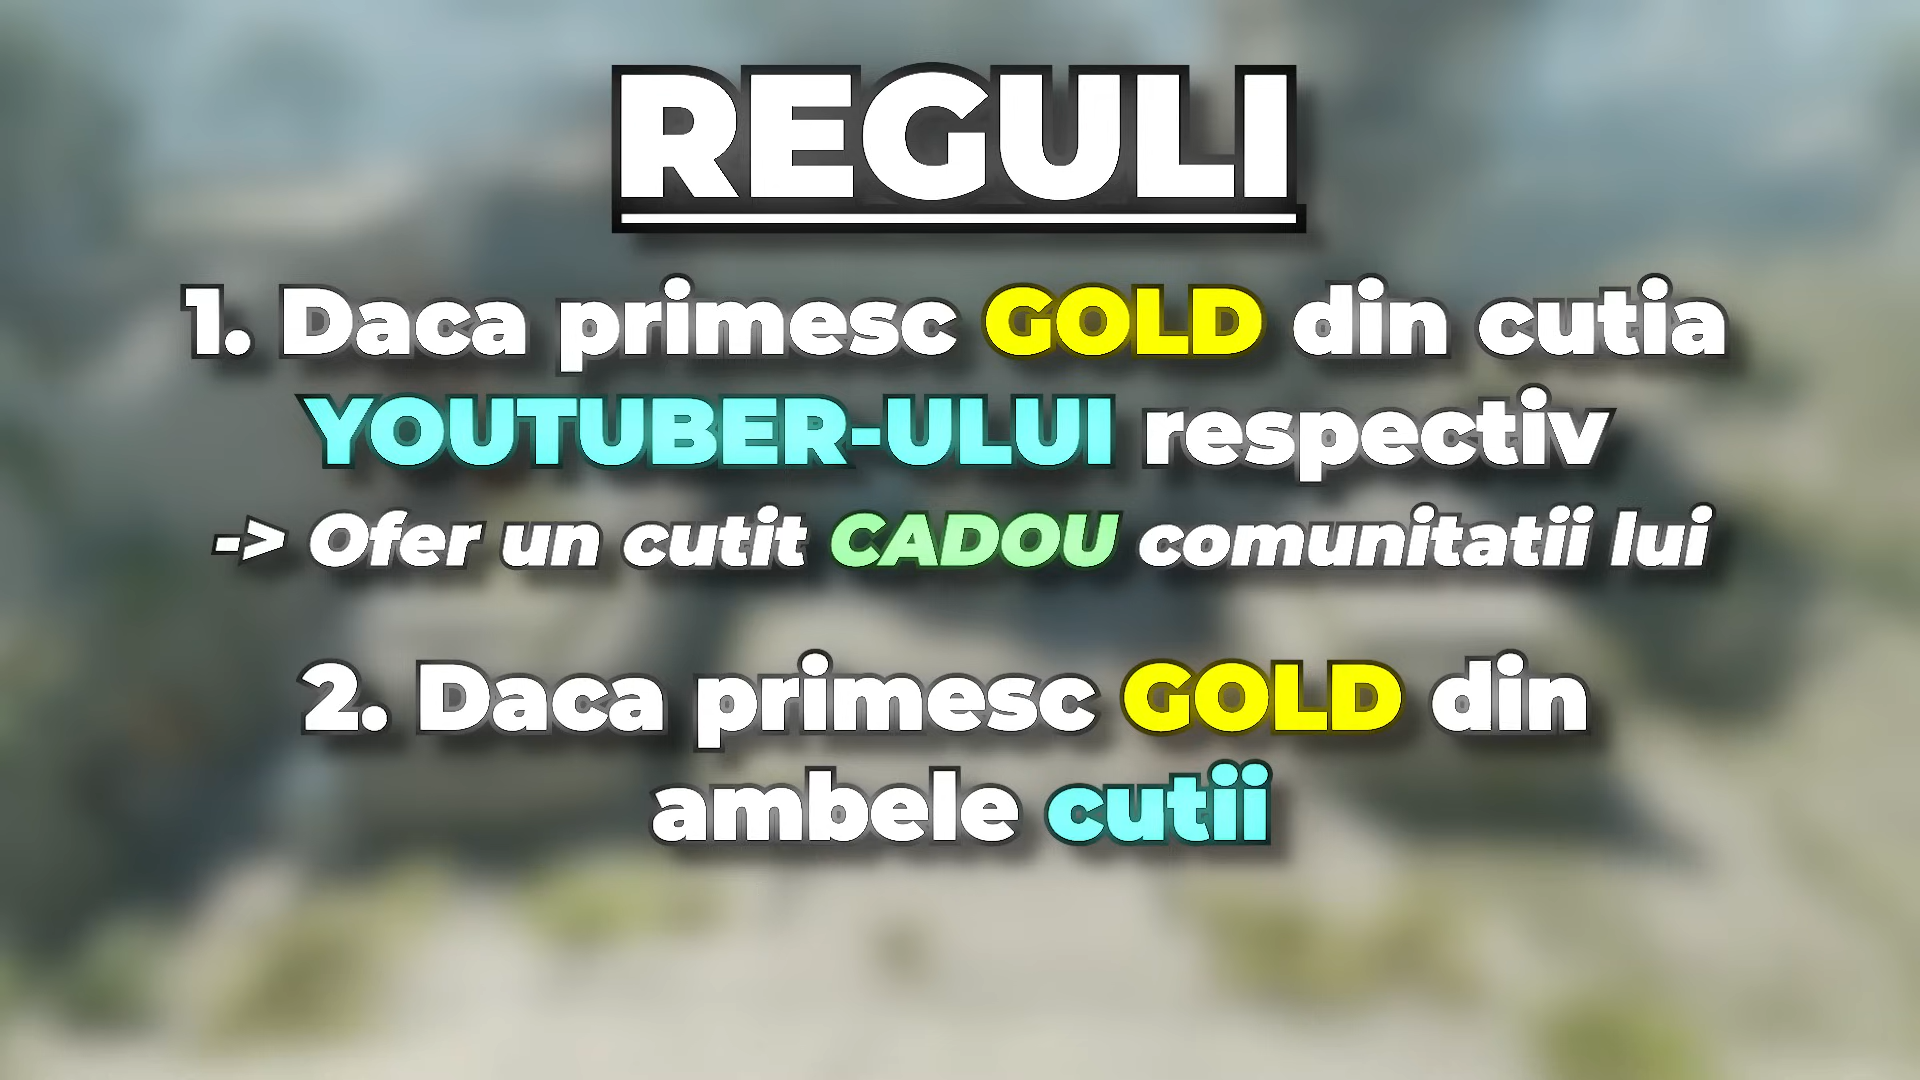 REGULI
1. Daca primesc GOLD din cutia
YOUTUBER-ULUI respectiv
-> Ofer un cutit CADOU comunitatii lui
2. Daca primesc GOLD din
ambele cutii